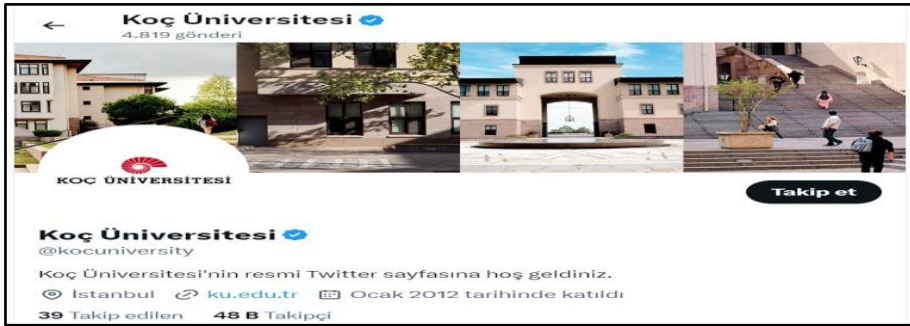 Koç Üniversitesi
4.819 gönderi
KOÇ ÜNİVERSİTESİ
Takip et
Koç Üniversitesi
@kocuniversity
Koç Üniversitesi'nin resmi Twitter sayfasına hoş geldiniz.
İstanbul ku.edu.tr Ocak 2012 tarihinde katıldı
39 Takip edilen 48 B Takipçi